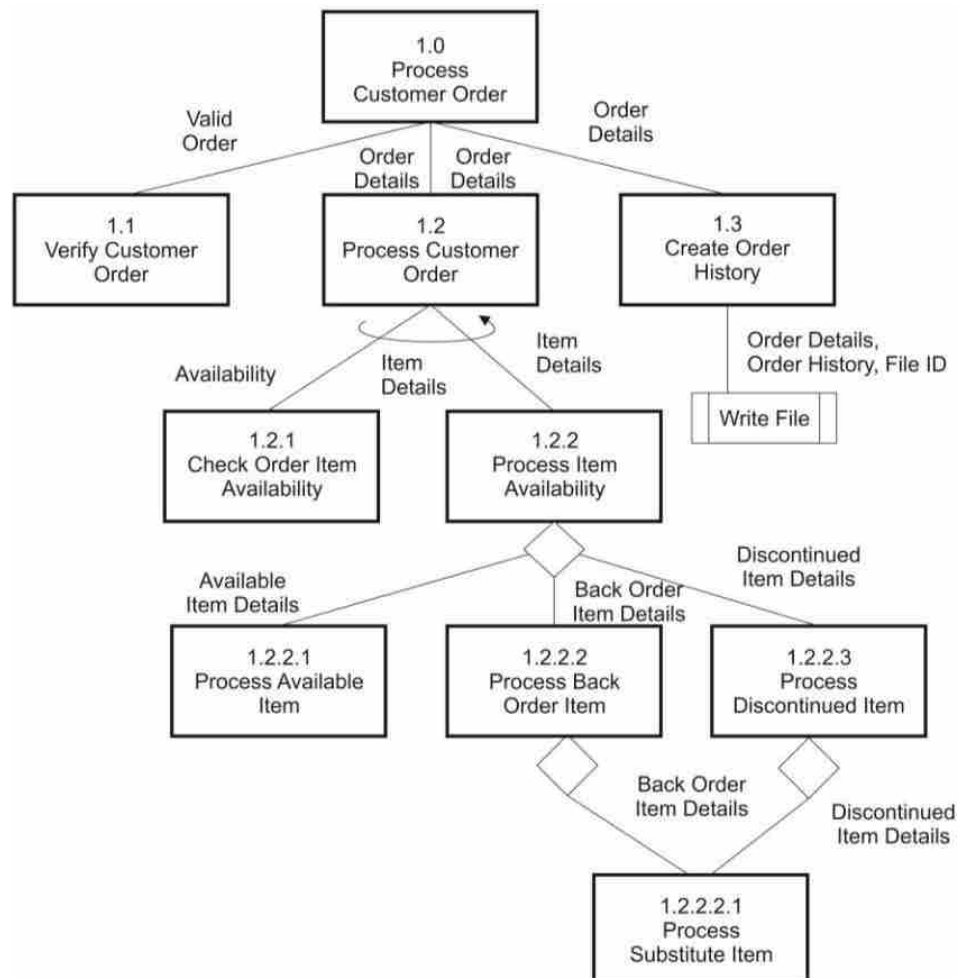 1.0
Process
Customer Order
Valid
Order
Order
Details
Order
Details
Order
Details
1.1
Verify Customer
Order
1.2
Process Customer
Order
1.3
Create Order
History
Availability
Item
Details
Item
Details
Order Details,
Order History, File ID
Write File
1.2.1
Check Order Item
Availability
1.2.2
Process Item
Availability
Available
Item Details
Back Order
Item Details
Discontinued
Item Details
1.2.2.1
Process Available
Item
1.2.2.2
Process Back
Order Item
1.2.2.3
Process
Discontinued Item
Back Order
Item Details
Discontinued
Item Details
1.2.2.2.1
Process
Substitute Item